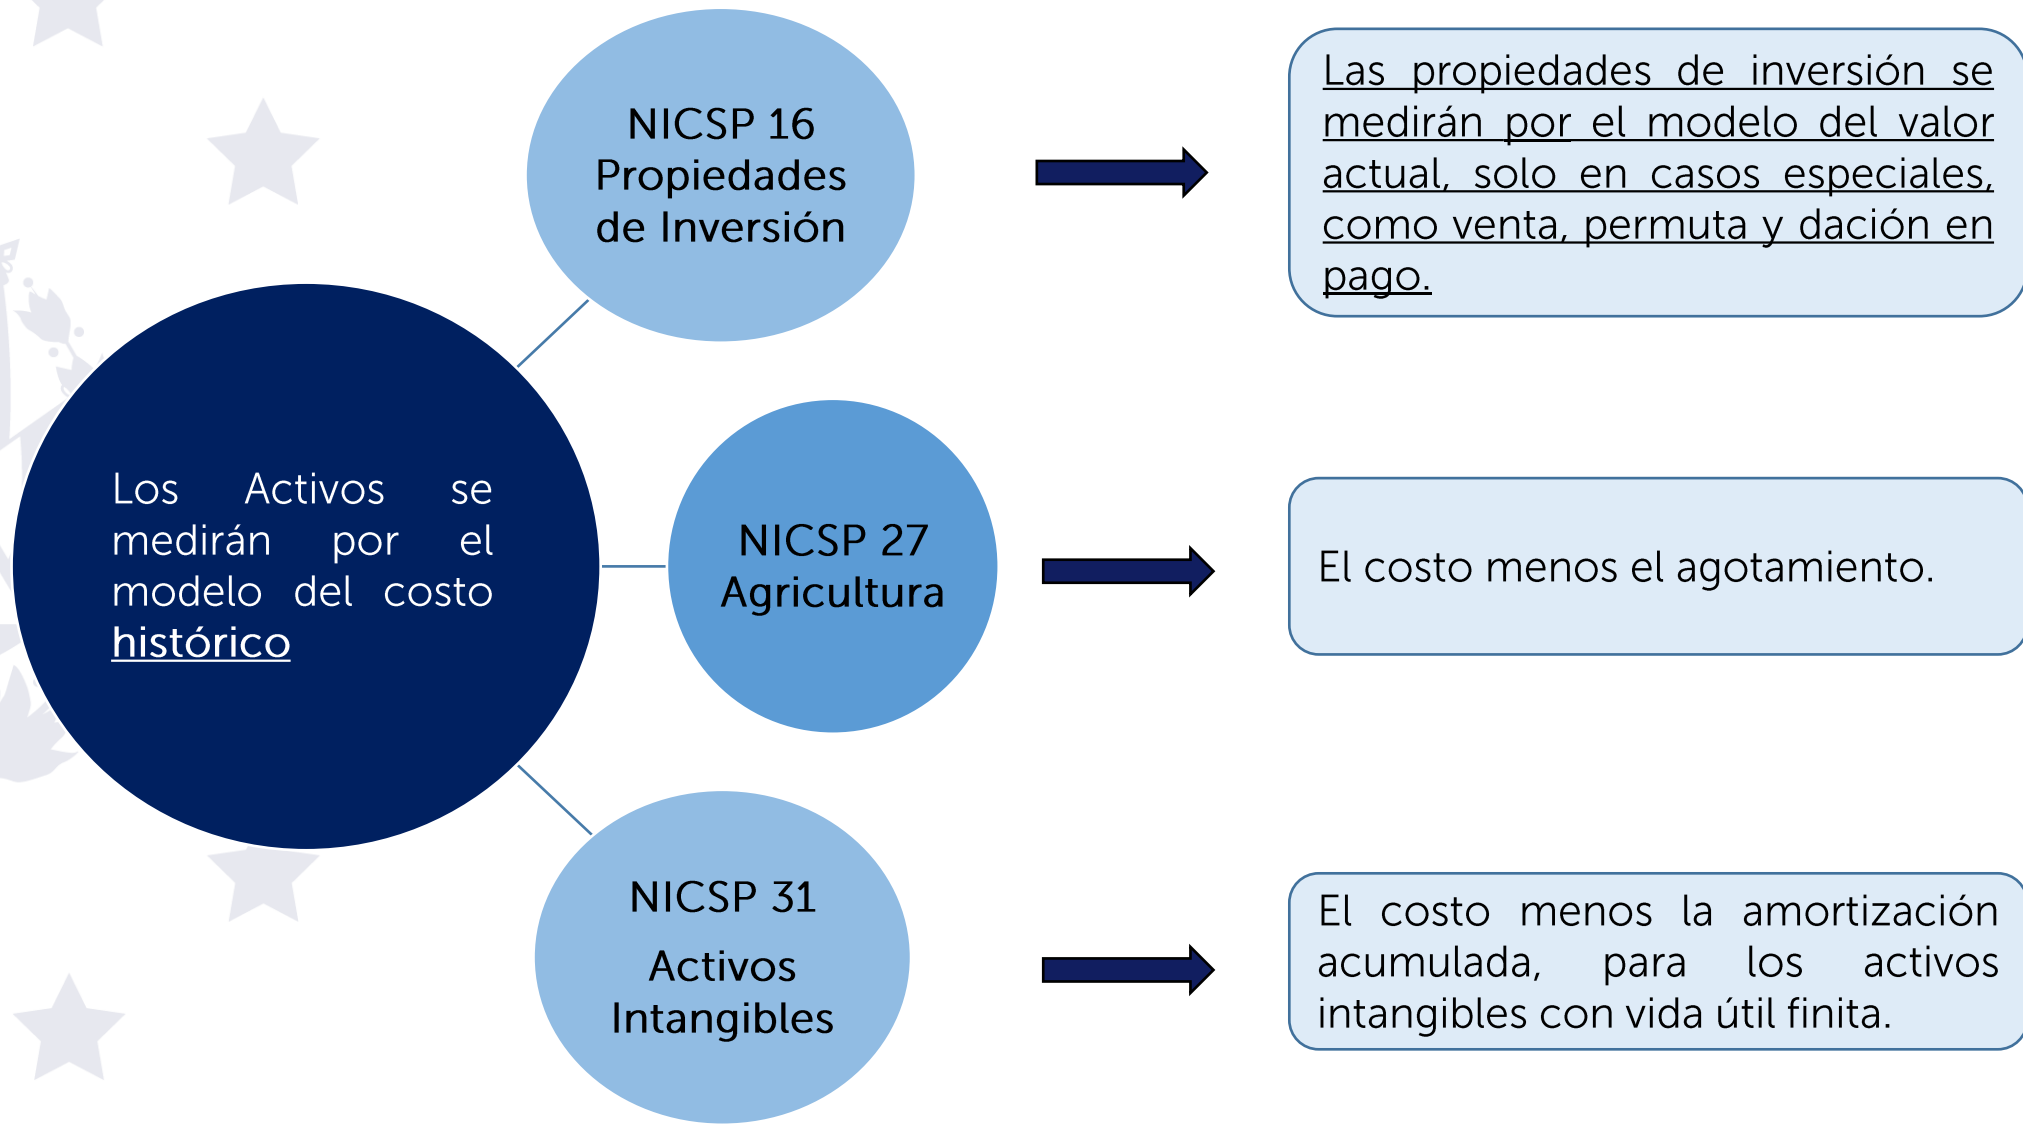 Los Activos se
medirán por el
modelo del costo
histórico
NICSP 16
Propiedades
de Inversión
Las propiedades de inversión se
medirán por el modelo del valor
actual, solo en casos especiales,
como venta, permuta y dación en
pago.
NICSP 27
Agricultura
El costo menos el agotamiento.
NICSP 31
Activos
Intangibles
El costo menos la amortización
acumulada, para los activos
intangibles con vida útil finita.